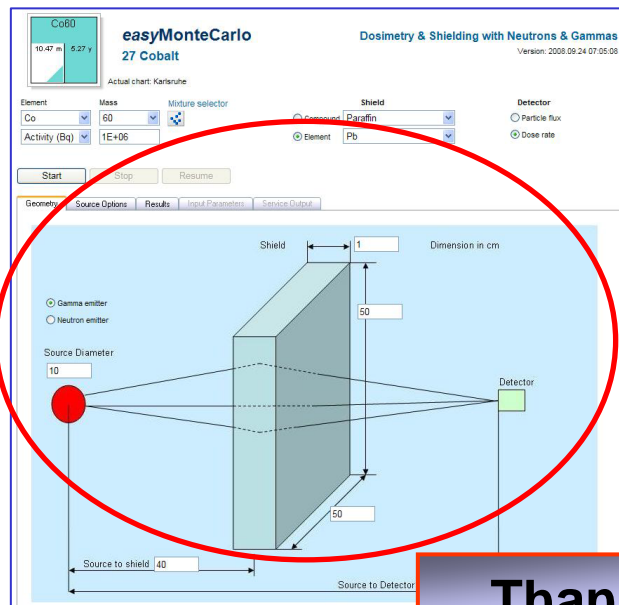 Co60
10.47 m 5.27 y
easyMonteCarlo
27 Cobalt
Actual chart: Karlsruhe
Dosimetry & Shielding with Neutrons & Gammas
Version: 2008.09.24 07:05:08
Element Mass Mixture selector Shield Detector
Co 60 Compound Paraffin Particle flux
Activity (Bq) 1E+06 Element Pb Dose rate
Start Stop Resume
Geometry Source Options Results Input Parameters Service Output
Shield 1 Dimension in cm
50
Gamma emitter
Neutron emitter
Source Diameter
10
Detector
50
Source to shield 40
Source to Detector